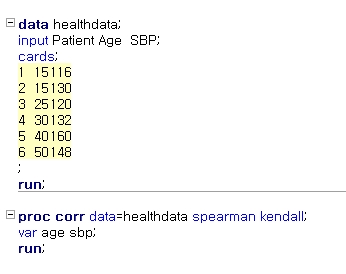 data healthdata;
input Patient Age SBP;
cards;
1 15116
2 15130
3 25120
4 30132
5 40160
6 50148
;
run;
proc corr data=healthdata spearman kendall;
var age sbp;
run;